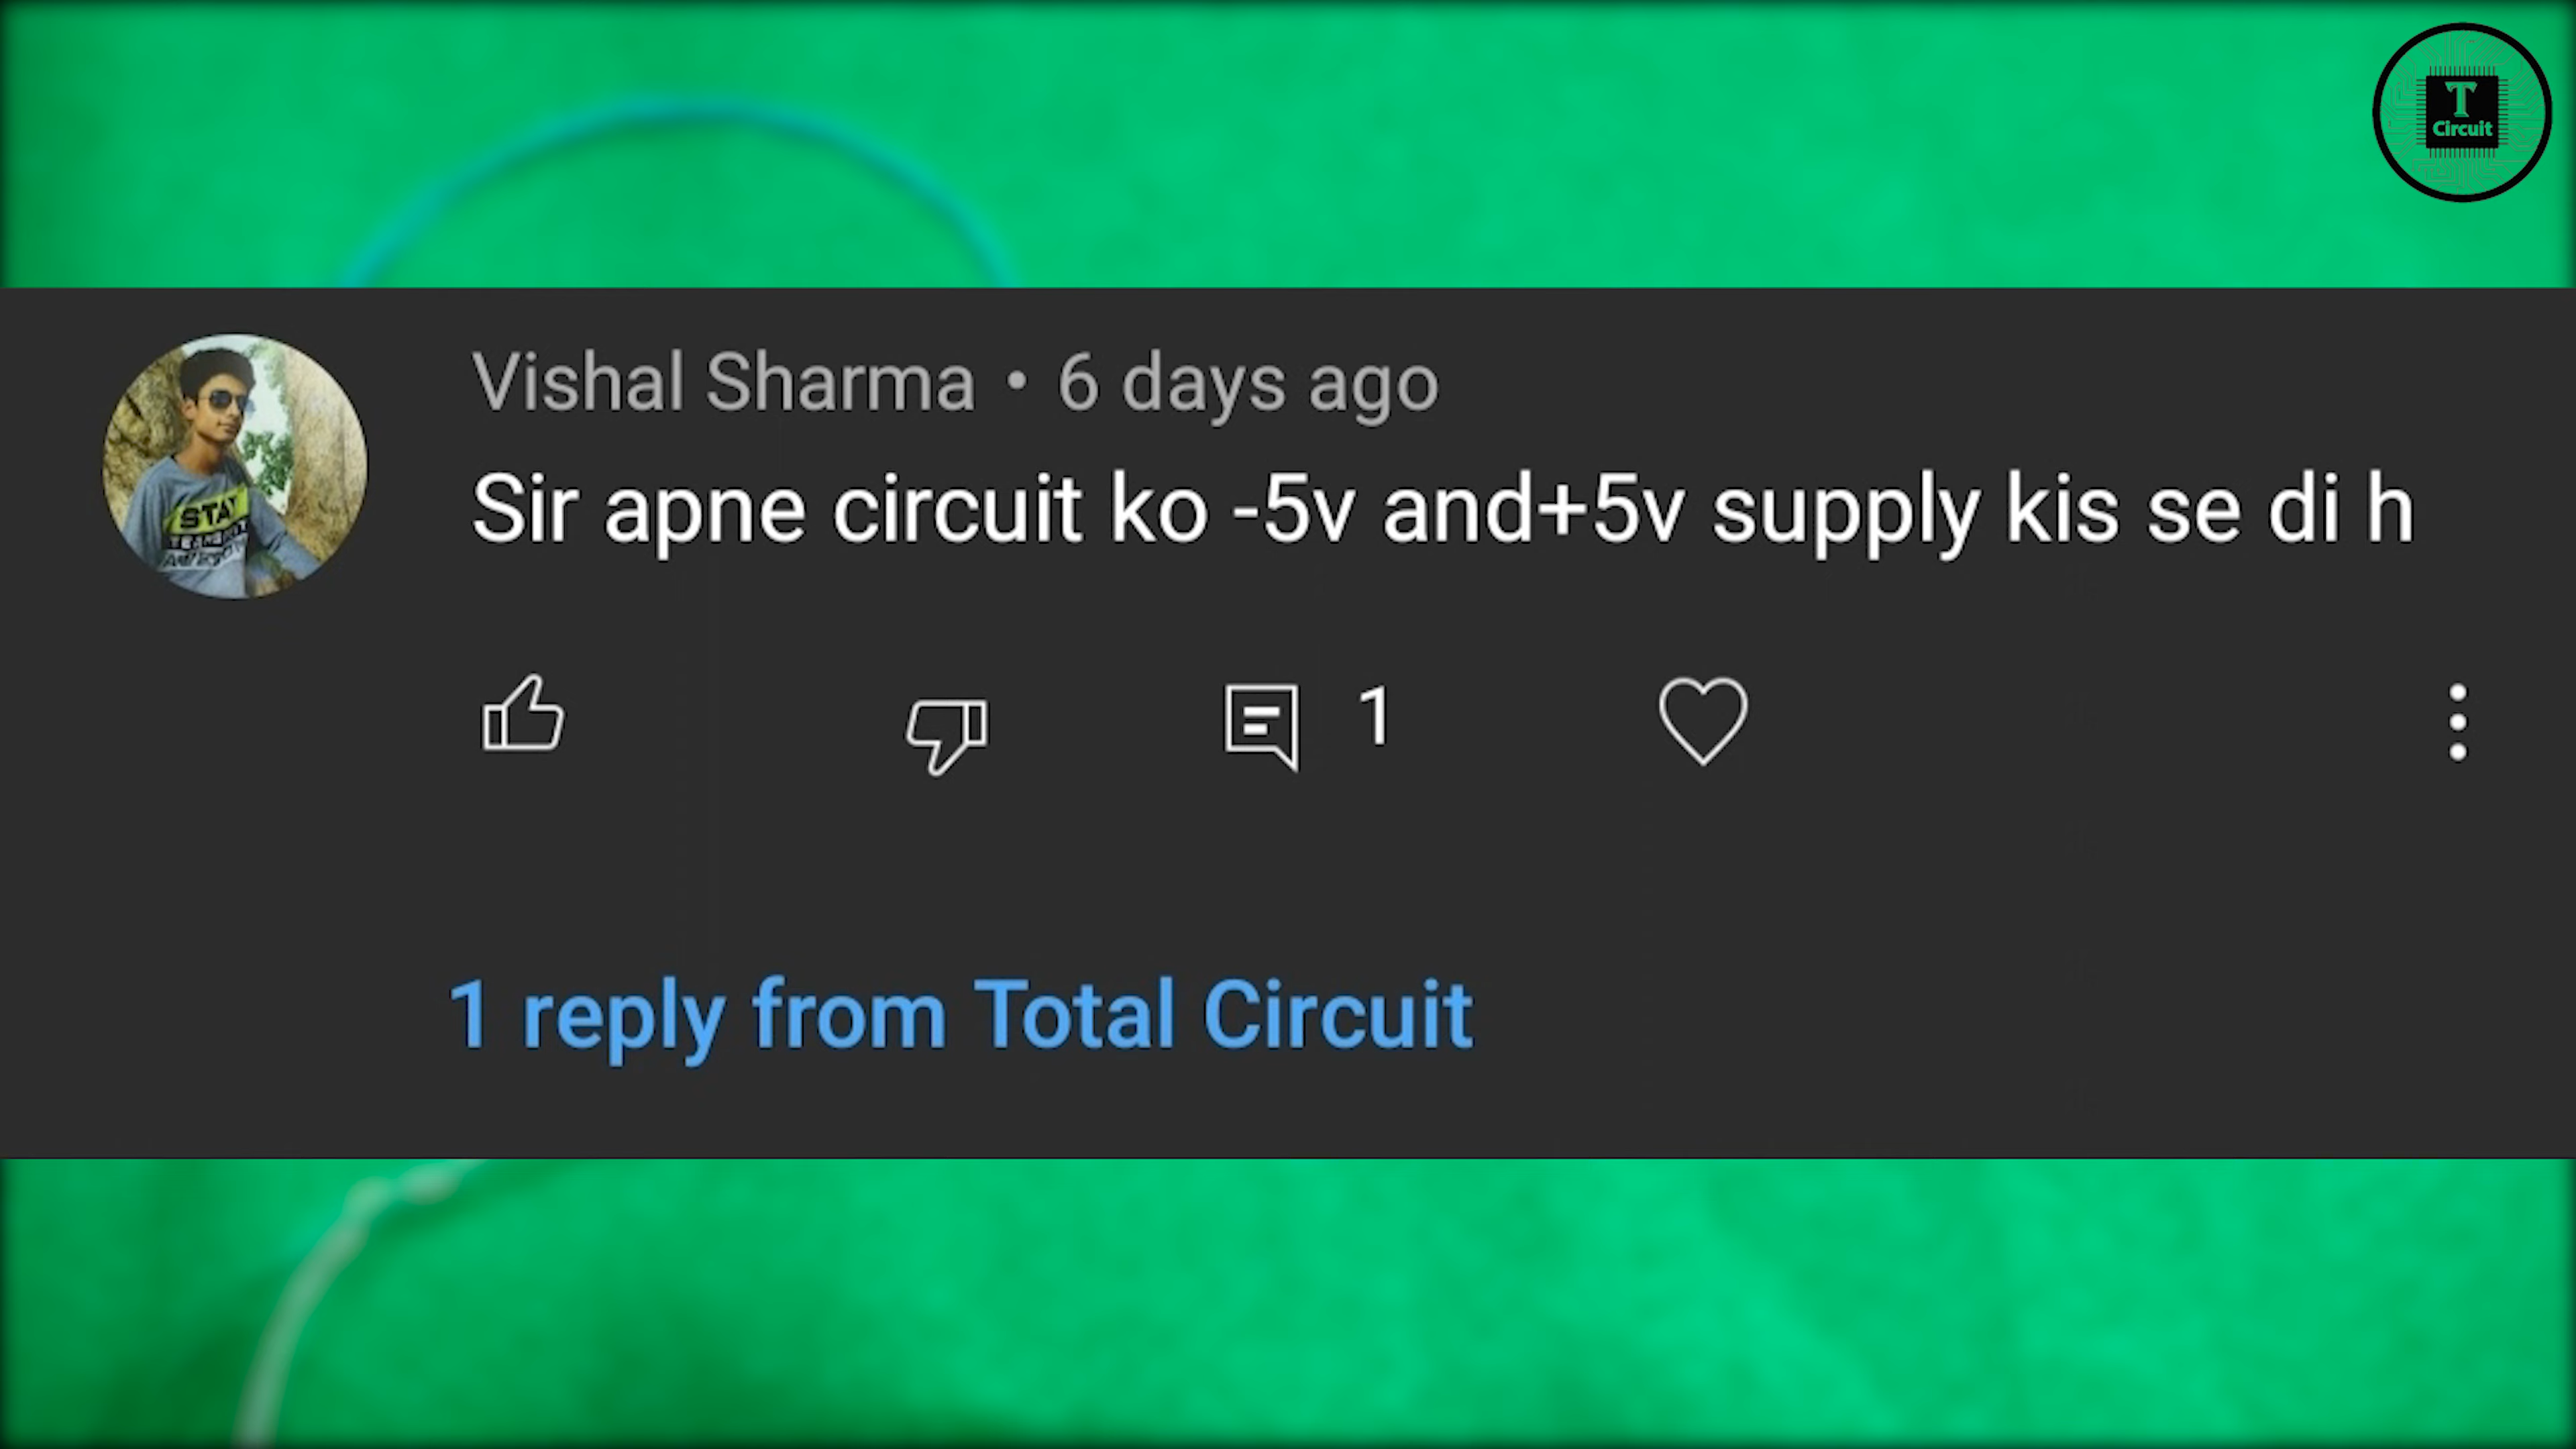 T
Circuit
Vishal Sharma • 6 days ago
Sir apne circuit ko -5v and+5v supply kis se di h
STAY
1
1 reply from Total Circuit